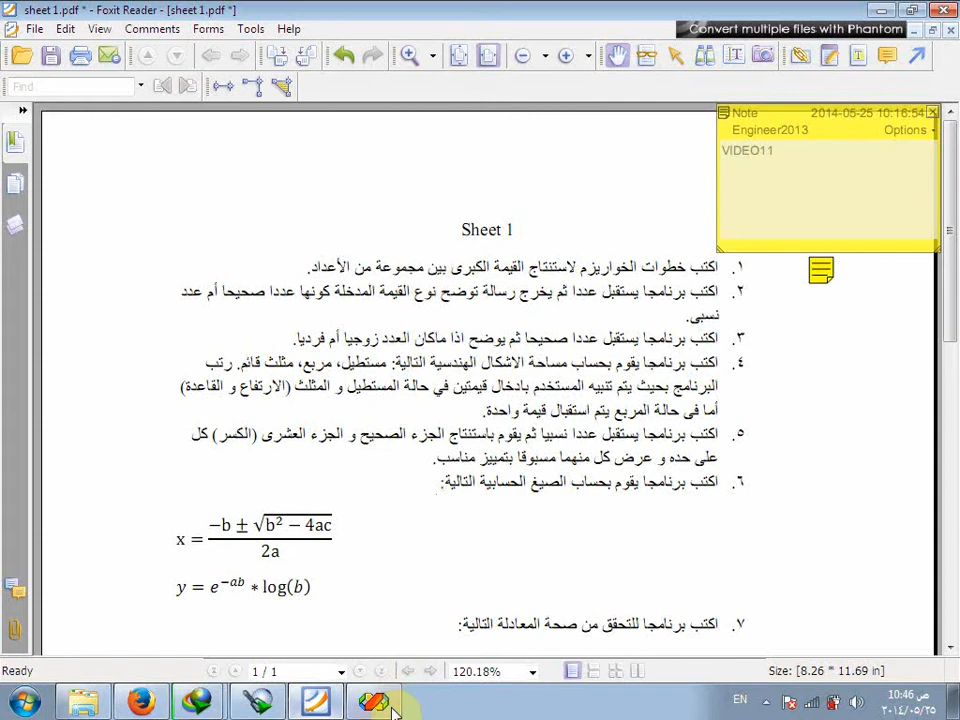 sheet 1.pdf * - Foxit Reader - [sheet 1.pdf *]
File Edit View Comments Forms Tools Help
Convert multiple files with Phantom
Find
Note 2014-05-25 10:16:54
Engineer2013 Options
VIDEO11
Sheet 1
١. اكتب خطوات الخواريزم لاستنتاج القيمة الكبرى بين مجموعة من الأعداد.
٢. اكتب برنامجا يستقبل عددا ثم يخرج رسالة توضح نوع القيمة المدخلة كونها عددا صحيحا أم عدد
نسبى.
٣. اكتب برنامجا يستقبل عددا صحيحا ثم يوضح اذا ماكان العدد زوجيا أم فرديا.
٤. اكتب برنامجا يقوم بحساب مساحة الاشكال الهندسية التالية: مستطيل، مربع، مثلث قائم. رتب
البرنامج بحيث يتم تنبيه المستخدم بادخال قيمتين في حالة المستطيل و المثلث (الارتفاع و القاعدة)
أما فى حالة المربع يتم استقبال قيمة واحدة.
٥. اكتب برنامجا يستقبل عددا نسبيا ثم يقوم باستنتاج الجزء الصحيح و الجزء العشرى (الكسر) كل
على حده و عرض كل منهما مسبوقا بتمييز مناسب.
٦. اكتب برنامجا يقوم بحساب الصيغ الحسابية التالية:
x = (−b ± √(b² − 4ac)) / 2a
y = e^(−ab) * log(b)
٧. اكتب برنامجا للتحقق من صحة المعادلة التالية:
Ready 1 / 1 120.18% Size: [8.26 * 11.69 in]
EN ص 10:46
٢٠١٤/٠٥/٢٥